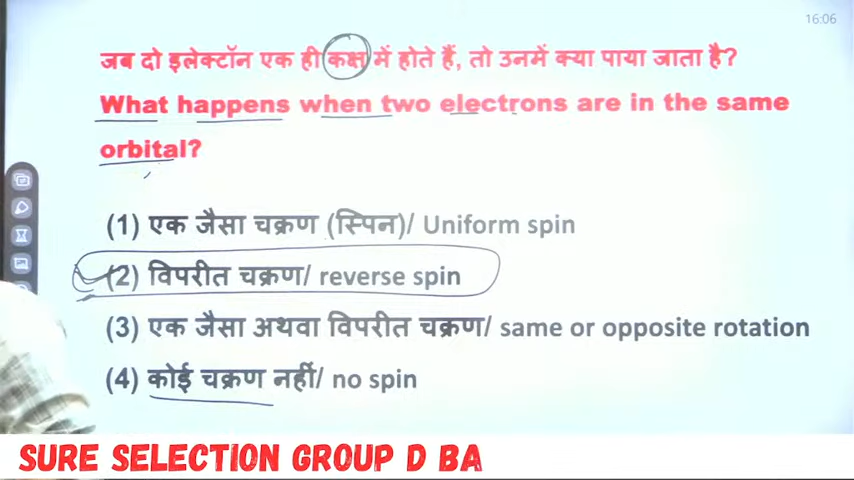 16:06
जब दो इलेक्टॉन एक ही कक्ष में होते हैं, तो उनमें क्या पाया जाता है?
What happens when two electrons are in the same
orbital?
(1) एक जैसा चक्रण (स्पिन)/ Uniform spin
(2) विपरीत चक्रण/ reverse spin
(3) एक जैसा अथवा विपरीत चक्रण/ same or opposite rotation
(4) कोई चक्रण नहीं/ no spin
SURE SELECTION GROUP D BA